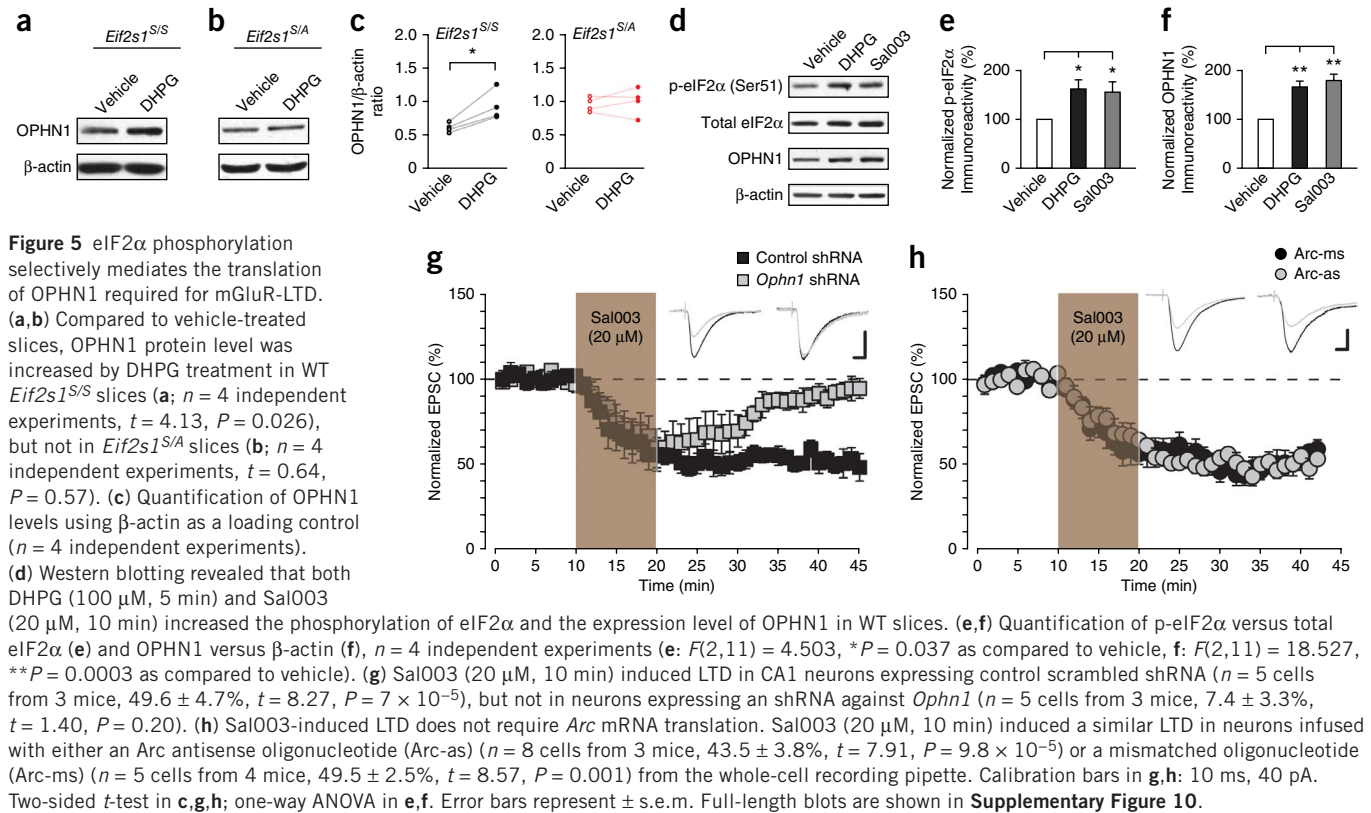 a
Eif2s1S/S
Vehicle
DHPG
OPHN1
β-actin
b
Eif2s1S/A
Vehicle
DHPG
c
Eif2s1S/S
Eif2s1S/A
OPHN1/β-actin
ratio
2.0
1.5
1.0
0.5
0
Vehicle
DHPG
*
2.0
1.5
1.0
0.5
0
Vehicle
DHPG
d
Vehicle
DHPG
Sal003
p-eIF2α (Ser51)
Total eIF2α
OPHN1
β-actin
e
Normalized p-eIF2α
Immunoreactivity (%)
200
100
0
* *
Vehicle
DHPG
Sal003
f
Normalized OPHN1
Immunoreactivity (%)
200
100
0
** **
Vehicle
DHPG
Sal003
g
Control shRNA
Ophn1 shRNA
Normalized EPSC (%)
150
100
50
0
Sal003
(20 μM)
0 5 10 15 20 25 30 35 40 45
Time (min)
h
Arc-ms
Arc-as
Normalized EPSC (%)
150
100
50
0
Sal003
(20 μM)
0 5 10 15 20 25 30 35 40 45
Time (min)
Figure 5 eIF2α phosphorylation
selectively mediates the translation
of OPHN1 required for mGluR-LTD.
(a,b) Compared to vehicle-treated
slices, OPHN1 protein level was
increased by DHPG treatment in WT
Eif2s1S/S slices (a; n = 4 independent
experiments, t = 4.13, P = 0.026),
but not in Eif2s1S/A slices (b; n = 4
independent experiments, t = 0.64,
P = 0.57). (c) Quantification of OPHN1
levels using β-actin as a loading control
(n = 4 independent experiments).
(d) Western blotting revealed that both
DHPG (100 μM, 5 min) and Sal003
(20 μM, 10 min) increased the phosphorylation of eIF2α and the expression level of OPHN1 in WT slices. (e,f) Quantification of p-eIF2α versus total
eIF2α (e) and OPHN1 versus β-actin (f), n = 4 independent experiments (e: F(2,11) = 4.503, *P = 0.037 as compared to vehicle, f: F(2,11) = 18.527,
**P = 0.0003 as compared to vehicle). (g) Sal003 (20 μM, 10 min) induced LTD in CA1 neurons expressing control scrambled shRNA (n = 5 cells
from 3 mice, 49.6 ± 4.7%, t = 8.27, P = 7 × 10−5), but not in neurons expressing an shRNA against Ophn1 (n = 5 cells from 3 mice, 7.4 ± 3.3%,
t = 1.40, P = 0.20). (h) Sal003-induced LTD does not require Arc mRNA translation. Sal003 (20 μM, 10 min) induced a similar LTD in neurons infused
with either an Arc antisense oligonucleotide (Arc-as) (n = 8 cells from 3 mice, 43.5 ± 3.8%, t = 7.91, P = 9.8 × 10−5) or a mismatched oligonucleotide
(Arc-ms) (n = 5 cells from 4 mice, 49.5 ± 2.5%, t = 8.57, P = 0.001) from the whole-cell recording pipette. Calibration bars in g,h: 10 ms, 40 pA.
Two-sided t-test in c,g,h; one-way ANOVA in e,f. Error bars represent ± s.e.m. Full-length blots are shown in Supplementary Figure 10.